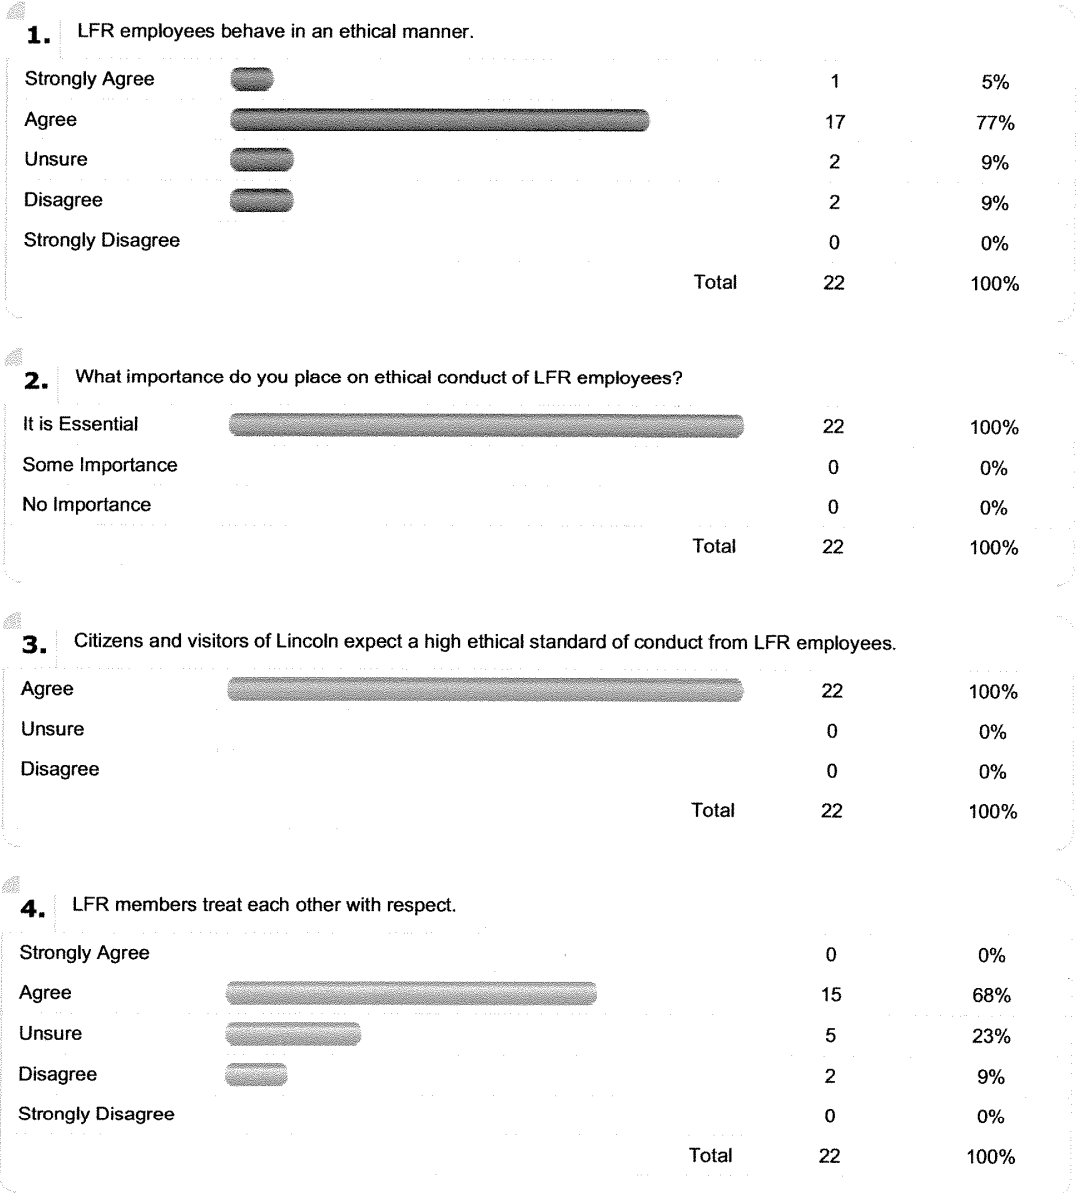 1. LFR employees behave in an ethical manner.
Strongly Agree 1 5%
Agree 17 77%
Unsure 2 9%
Disagree 2 9%
Strongly Disagree 0 0%
Total 22 100%
2. What importance do you place on ethical conduct of LFR employees?
It is Essential 22 100%
Some Importance 0 0%
No Importance 0 0%
Total 22 100%
3. Citizens and visitors of Lincoln expect a high ethical standard of conduct from LFR employees.
Agree 22 100%
Unsure 0 0%
Disagree 0 0%
Total 22 100%
4. LFR members treat each other with respect.
Strongly Agree 0 0%
Agree 15 68%
Unsure 5 23%
Disagree 2 9%
Strongly Disagree 0 0%
Total 22 100%